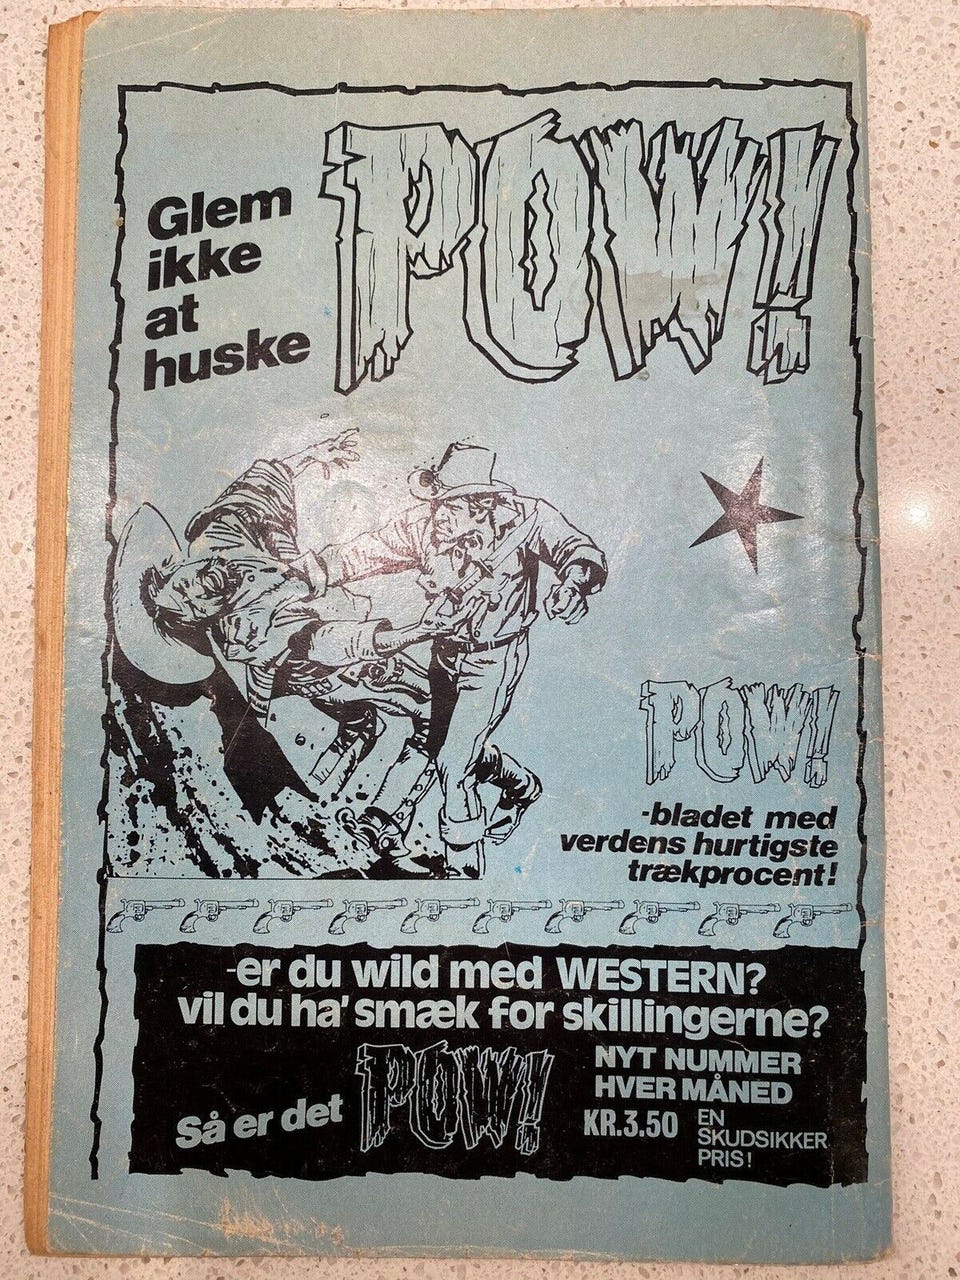 Glem
ikke
at
huske
POW!
POW!
-bladet med
verdens hurtigste
trækprocent!
-er du wild med WESTERN?
vil du ha' smæk for skillingerne?
Så er det POW!
NYT NUMMER
HVER MÅNED
KR.3.50 EN
SKUDSIKKER
PRIS!